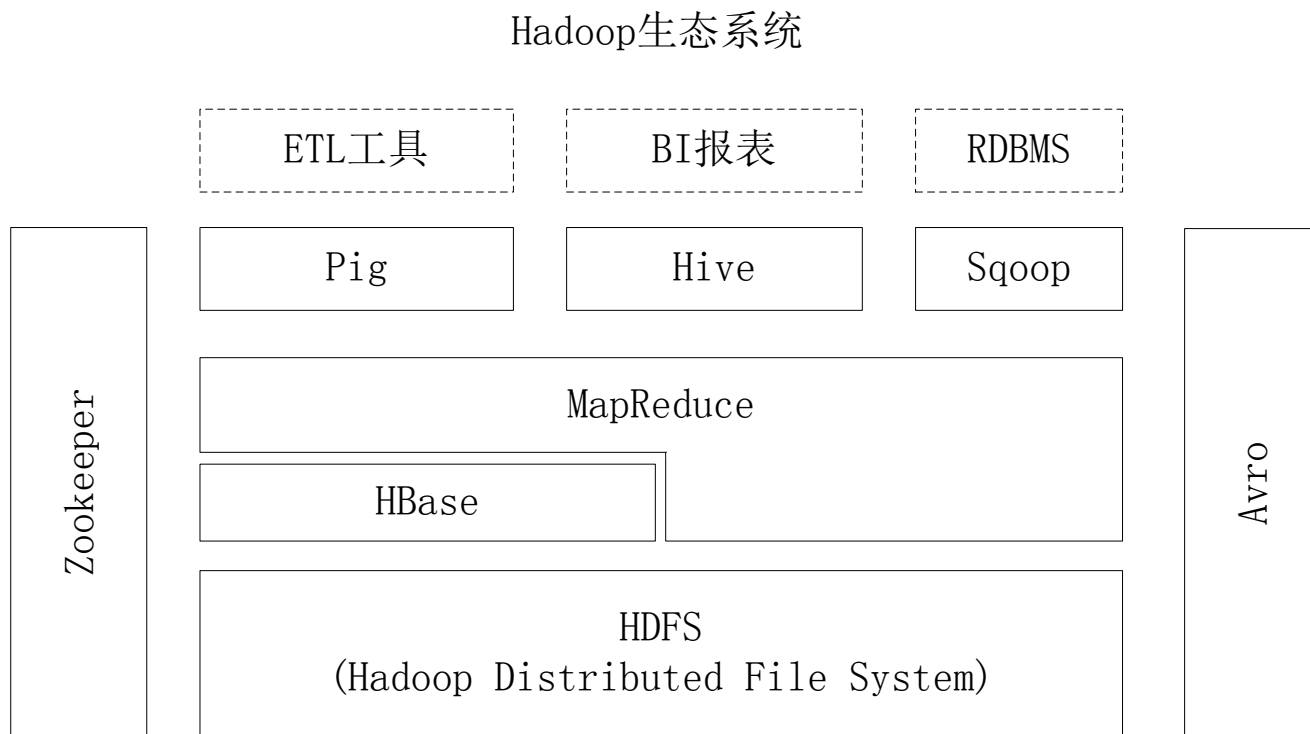 Hadoop生态系统
ETL工具
BI报表
RDBMS
Pig
Hive
Sqoop
Zookeeper
MapReduce
HBase
Avro
HDFS
(Hadoop Distributed File System)